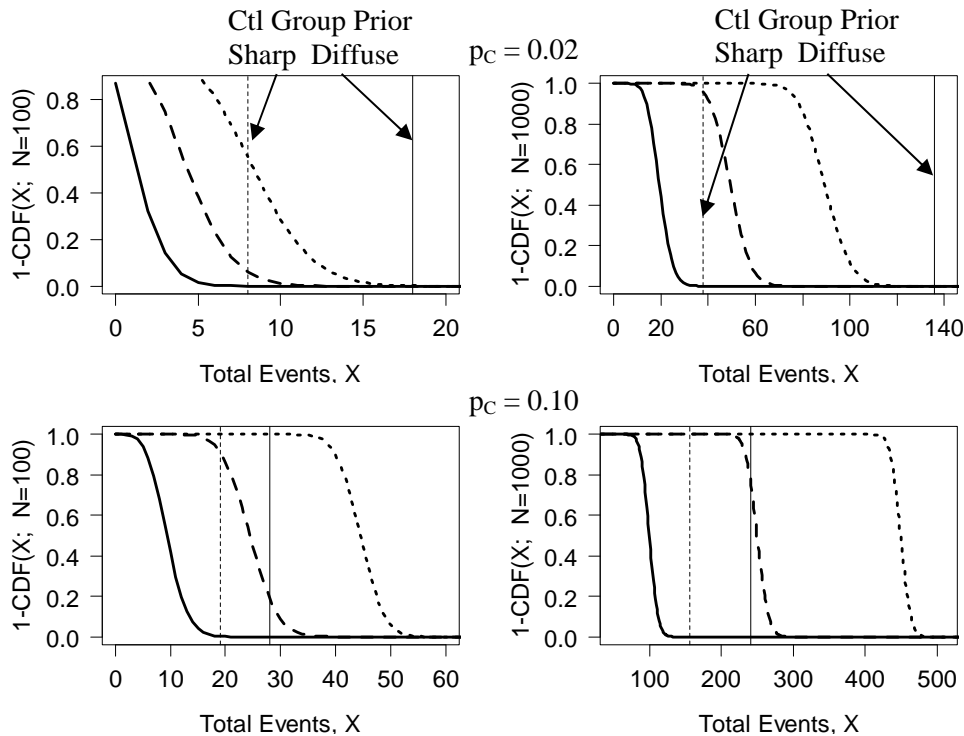 Ctl Group Prior
Sharp Diffuse
Ctl Group Prior
Sharp Diffuse
p_C = 0.02
1-CDF(X; N=100)
0.8
0.6
0.4
0.2
0.0
0 5 10 15 20
Total Events, X
1-CDF(X; N=1000)
1.0
0.8
0.6
0.4
0.2
0.0
0 20 60 100 140
Total Events, X
p_C = 0.10
1-CDF(X; N=100)
1.0
0.8
0.6
0.4
0.2
0.0
0 10 20 30 40 50 60
Total Events, X
1-CDF(X; N=1000)
1.0
0.8
0.6
0.4
0.2
0.0
100 200 300 400 500
Total Events, X